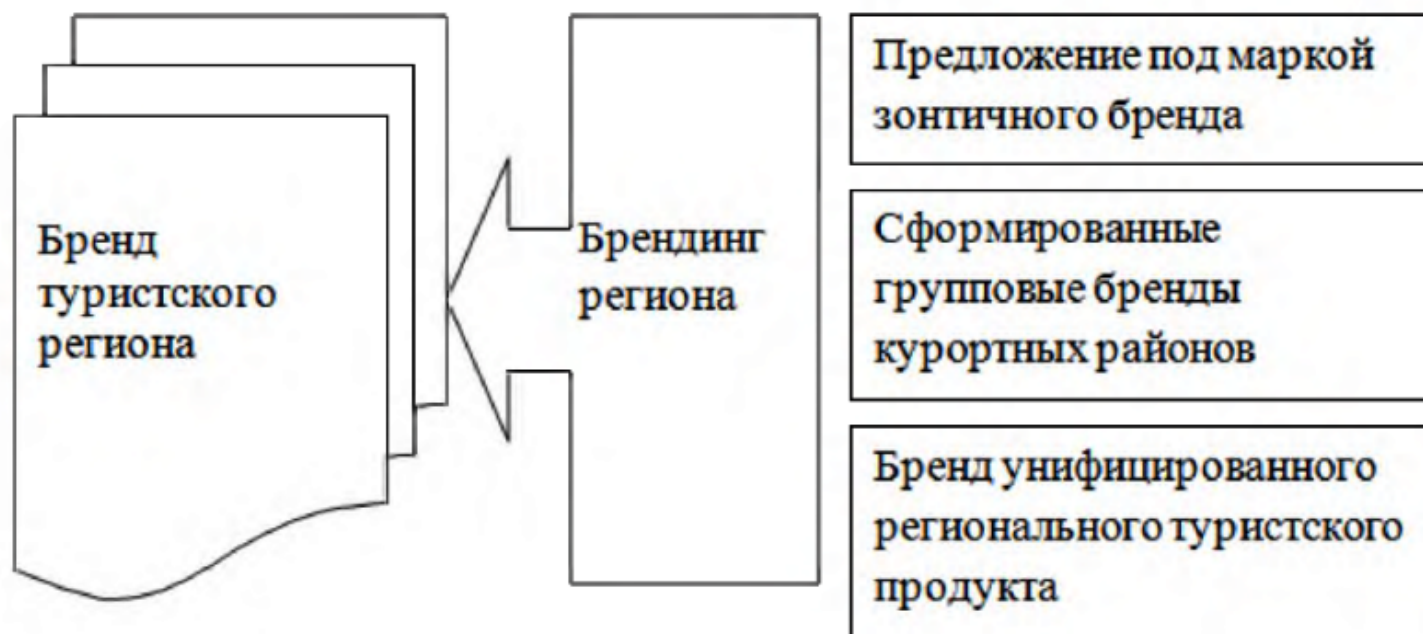 Бренд
туристского
региона
Брендинг
региона
Предложение под маркой
зонтичного бренда
Сформированные
групповые бренды
курортных районов
Бренд унифицированного
регионального туристского
продукта